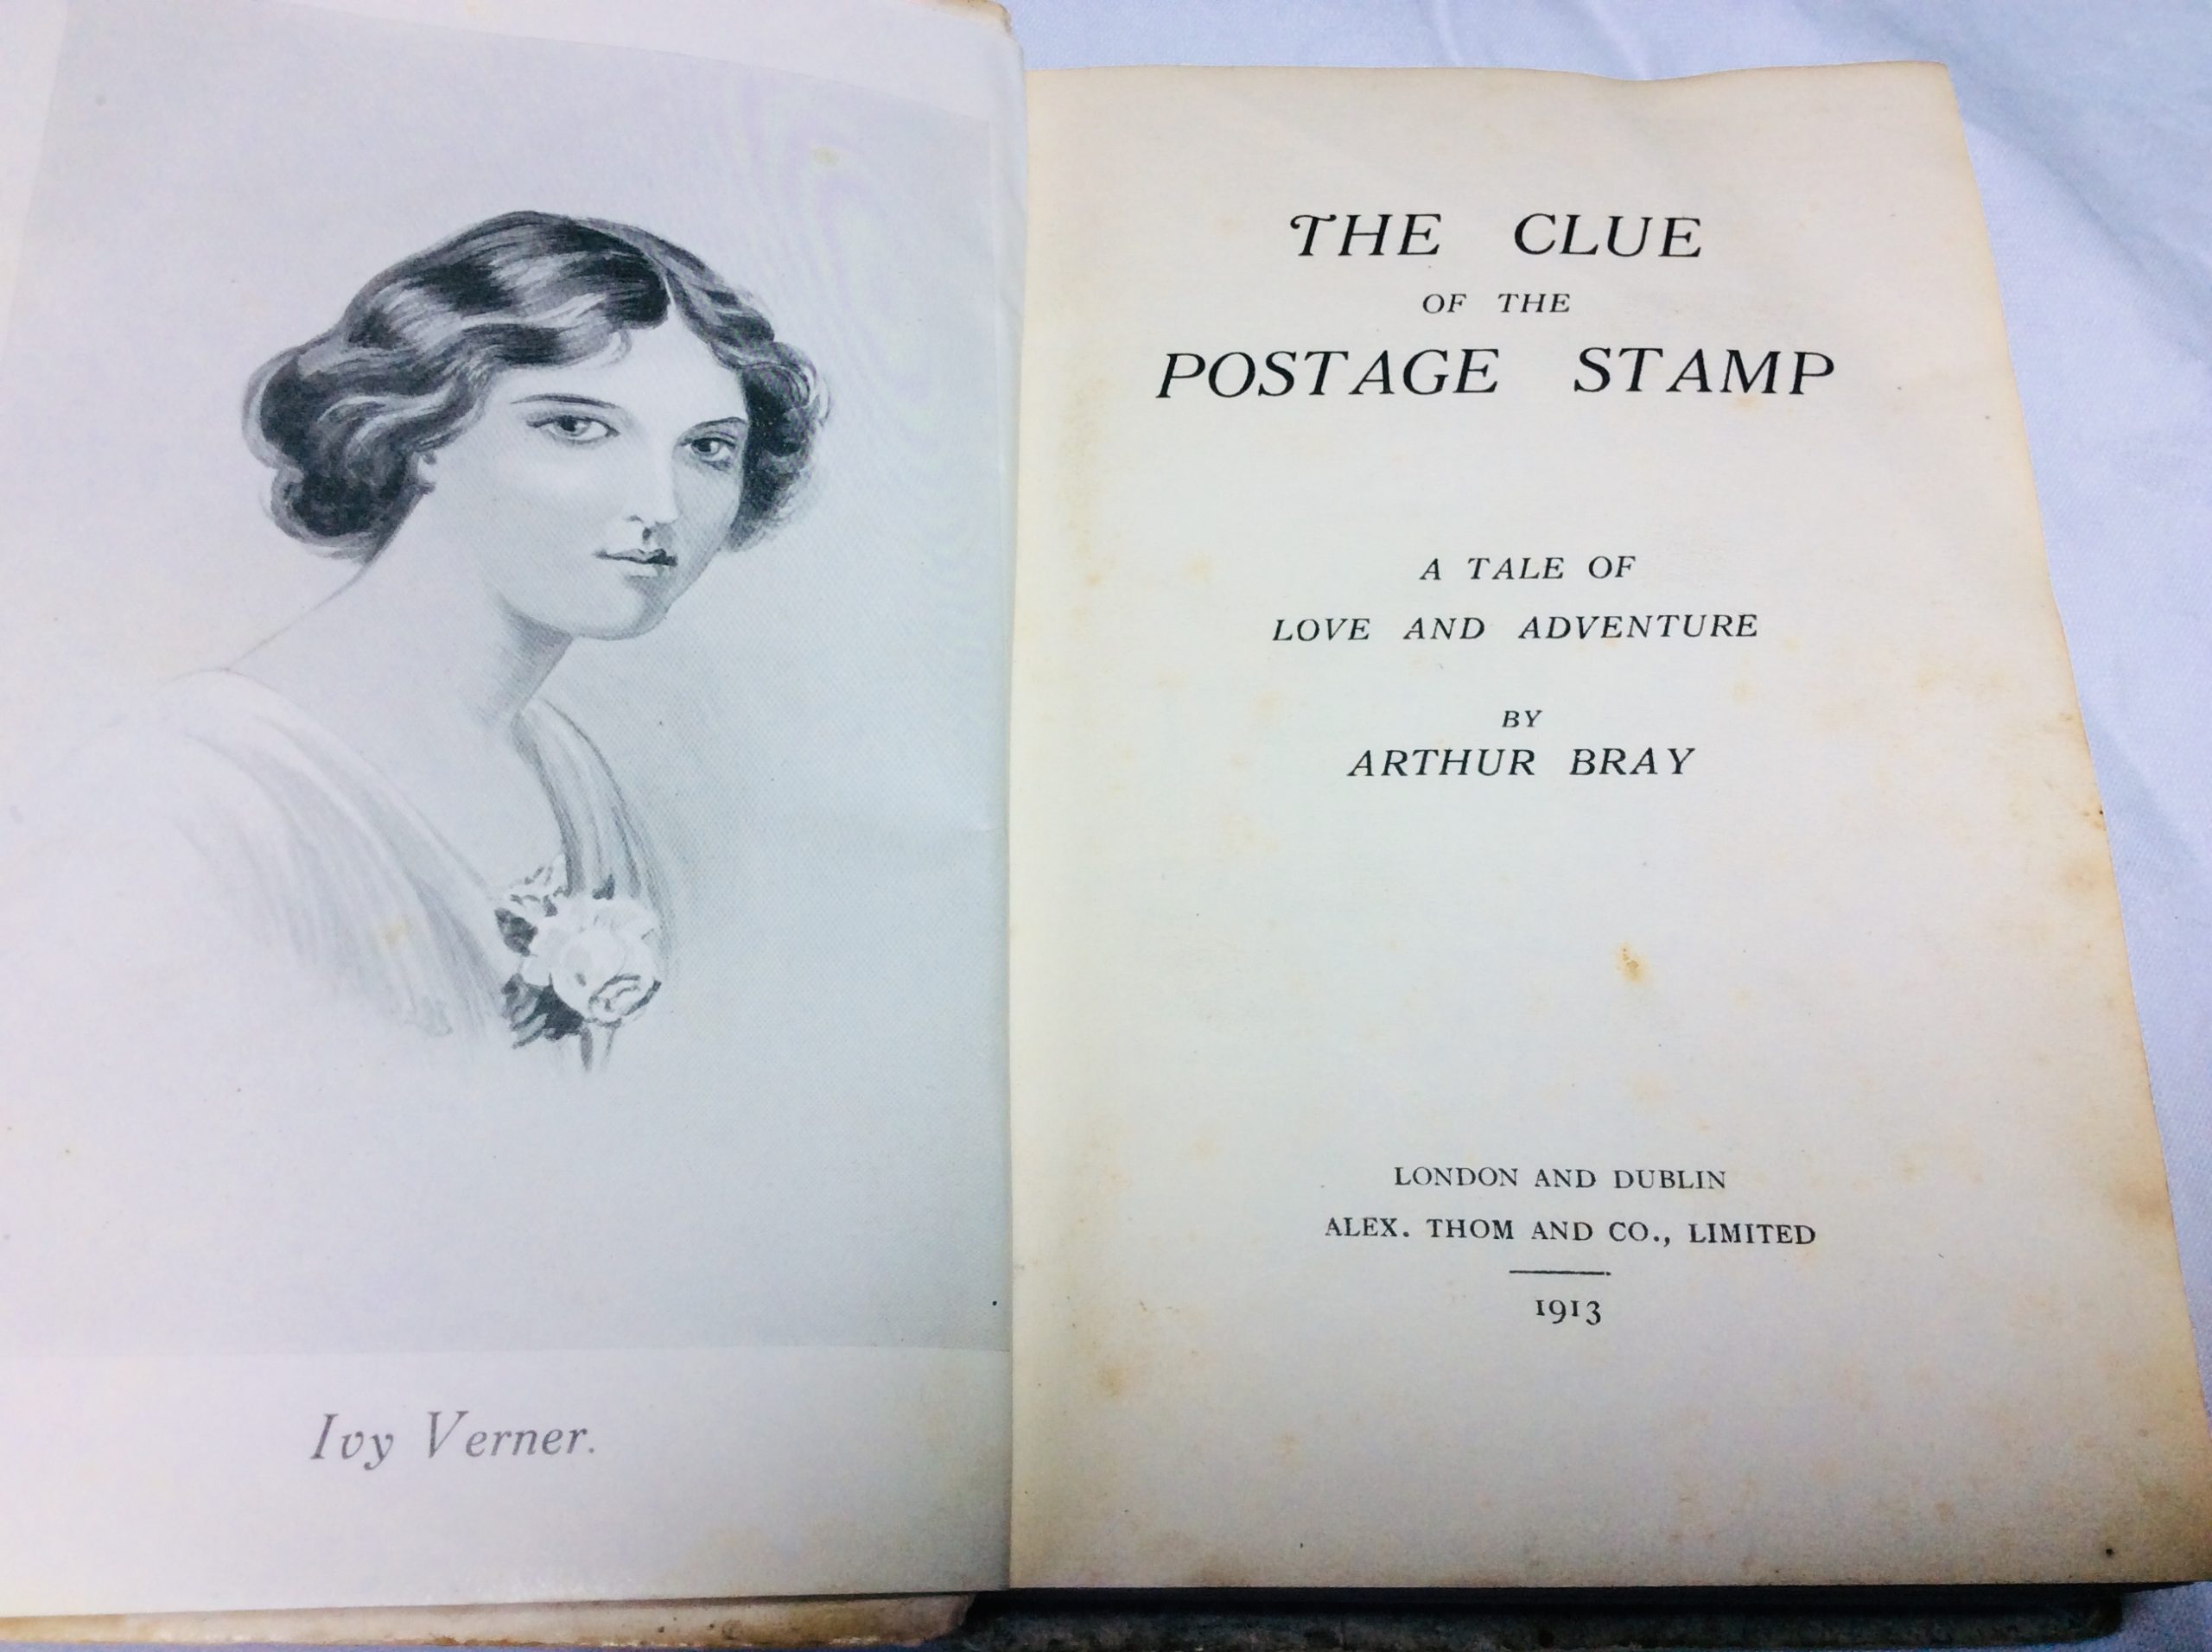 Ivy Verner.
THE CLUE
OF THE
POSTAGE STAMP
A TALE OF
LOVE AND ADVENTURE
BY
ARTHUR BRAY
LONDON AND DUBLIN
ALEX. THOM AND CO., LIMITED
1913